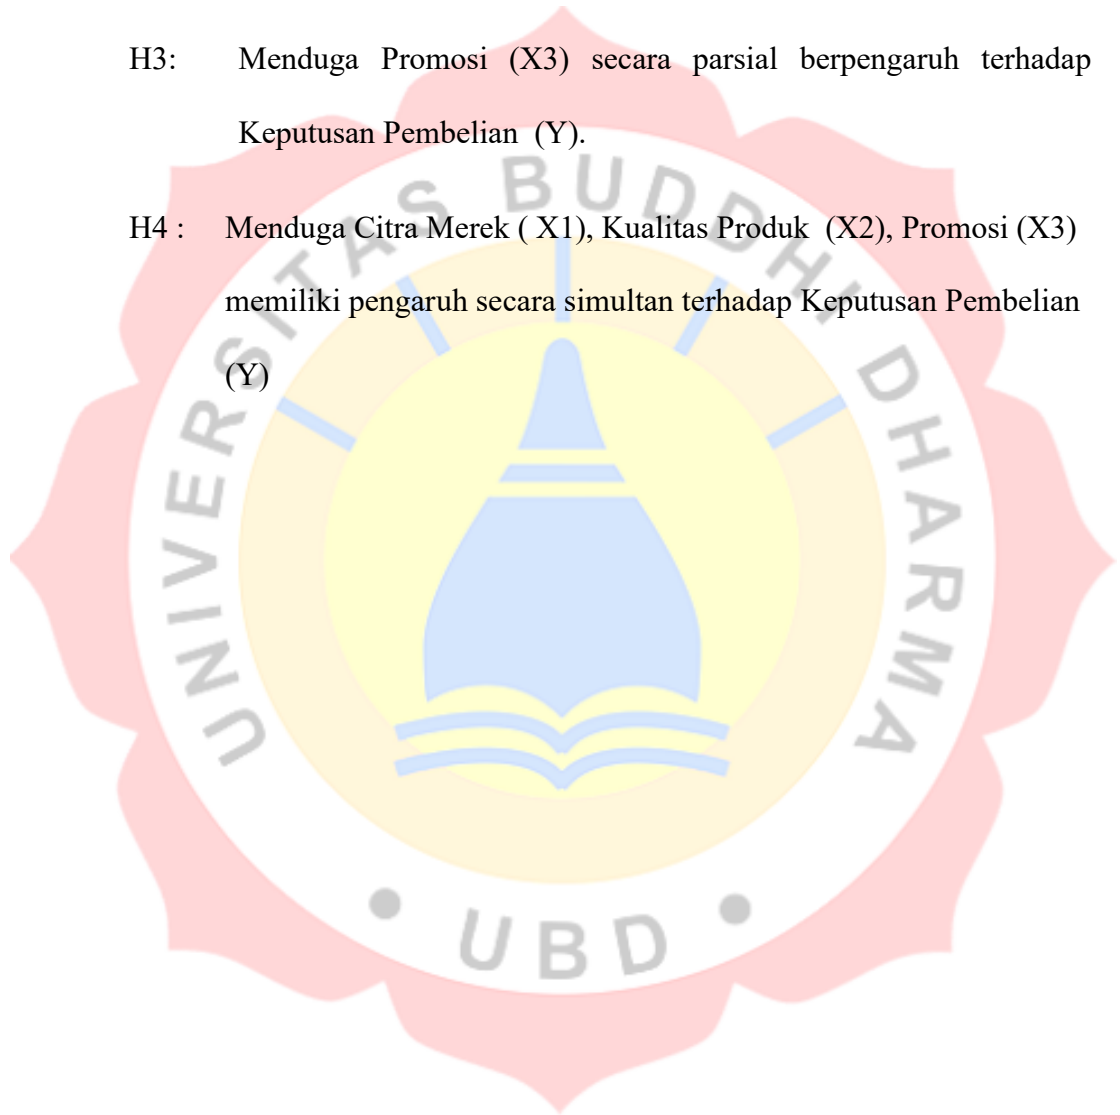 H3: Menduga Promosi (X3) secara parsial berpengaruh terhadap
Keputusan Pembelian (Y).
H4 : Menduga Citra Merek ( X1), Kualitas Produk (X2), Promosi (X3)
memiliki pengaruh secara simultan terhadap Keputusan Pembelian
(Y)
UNIVERSITAS BUDDHI DHARMA
• UBD •